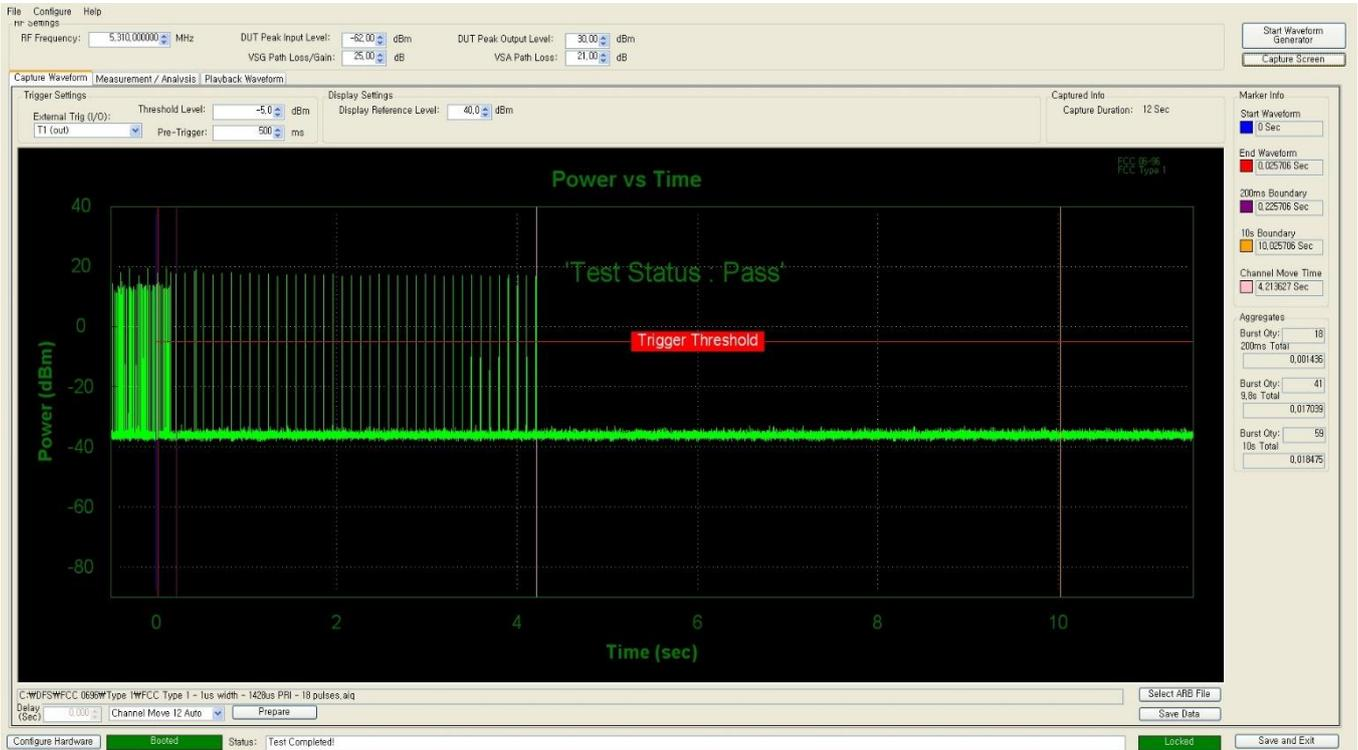 File Configure Help
RF Settings
RF Frequency: 5,310,000000 MHz DUT Peak Input Level: -62,00 dBm DUT Peak Output Level: 30,00 dBm
VSG Path Loss/Gain: 25,00 dB VSA Path Loss: 21,00 dB
Start Waveform Generator
Capture Screen
Capture Waveform Measurement / Analysis Playback Waveform
Trigger Settings
External Trig (I/O): Threshold Level: -5,0 dBm
T1 (out) Pre-Trigger: 500 ms
Display Settings
Display Reference Level: 40,0 dBm
Captured Info
Capture Duration: 12 Sec
Marker Info
Start Waveform
0 Sec
End Waveform
0,025706 Sec
200ms Boundary
0,225706 Sec
10s Boundary
10,025706 Sec
Channel Move Time
4,213627 Sec
Aggregates
Burst Qty: 18
200ms Total
0,001436
Burst Qty: 41
9,8s Total
0,017039
Burst Qty: 59
10s Total
0,018475
FCC 06-96
FCC Type 1
Power vs Time
'Test Status : Pass'
Trigger Threshold
Power (dBm)
40
20
0
-20
-40
-60
-80
0 2 4 6 8 10
Time (sec)
C:₩DFS₩FCC 0696₩Type 1₩FCC Type 1 - 1us width - 1428us PRI - 18 pulses.aiq
Select ARB File
Delay (Sec) 0,000 Channel Move 12 Auto Prepare
Save Data
Configure Hardware Booted Status: Test Completed! Locked Save and Exit